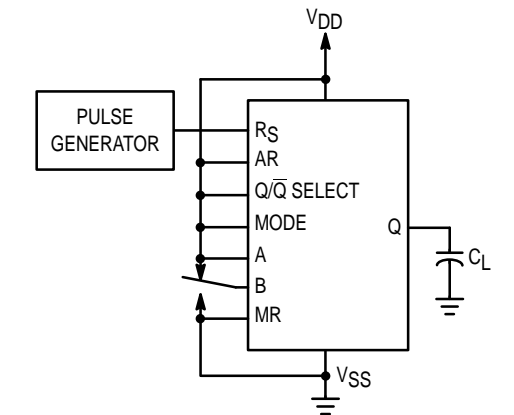 VDD
PULSE
GENERATOR
RS
AR
Q/Q̅ SELECT
MODE
Q
A
CL
B
MR
VSS